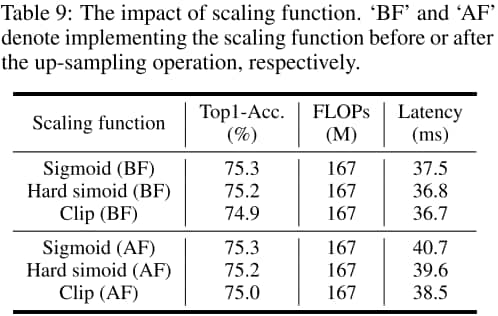 Table 9: The impact of scaling function. ‘BF’ and ‘AF’
denote implementing the scaling function before or after
the up-sampling operation, respectively.
Scaling function Top1-Acc. (%) FLOPs (M) Latency (ms)
Sigmoid (BF) 75.3 167 37.5
Hard simoid (BF) 75.2 167 36.8
Clip (BF) 74.9 167 36.7
Sigmoid (AF) 75.3 167 40.7
Hard simoid (AF) 75.2 167 39.6
Clip (AF) 75.0 167 38.5